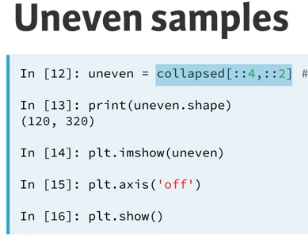 Uneven samples
In [12]: uneven = collapsed[::4,::2] #
In [13]: print(uneven.shape)
(120, 320)
In [14]: plt.imshow(uneven)
In [15]: plt.axis('off')
In [16]: plt.show()